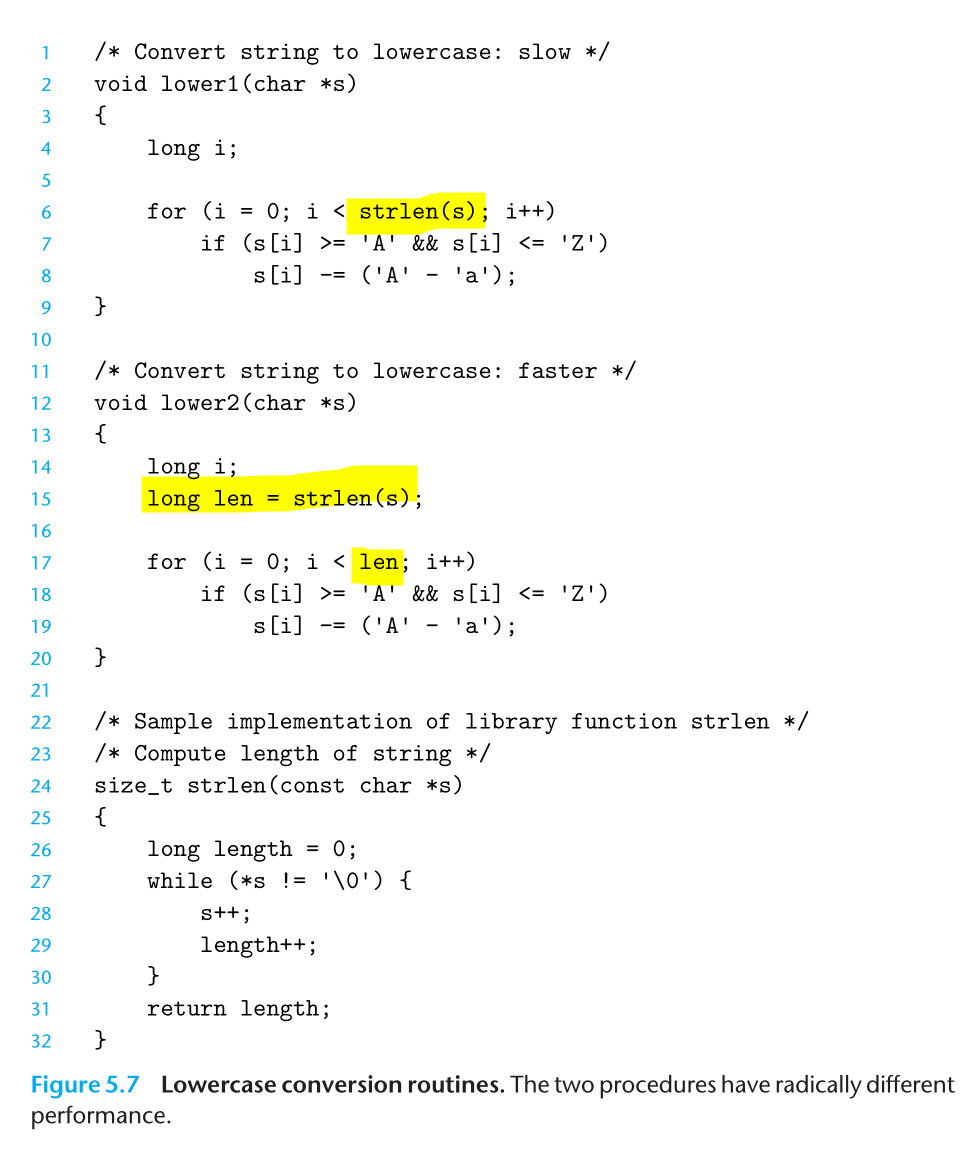 1 /* Convert string to lowercase: slow */
2 void lower1(char *s)
3 {
4     long i;
5
6     for (i = 0; i < strlen(s); i++)
7         if (s[i] >= 'A' && s[i] <= 'Z')
8             s[i] -= ('A' - 'a');
9 }
10
11 /* Convert string to lowercase: faster */
12 void lower2(char *s)
13 {
14     long i;
15     long len = strlen(s);
16
17     for (i = 0; i < len; i++)
18         if (s[i] >= 'A' && s[i] <= 'Z')
19             s[i] -= ('A' - 'a');
20 }
21
22 /* Sample implementation of library function strlen */
23 /* Compute length of string */
24 size_t strlen(const char *s)
25 {
26     long length = 0;
27     while (*s != '\0') {
28         s++;
29         length++;
30     }
31     return length;
32 }
Figure 5.7 Lowercase conversion routines. The two procedures have radically different
performance.